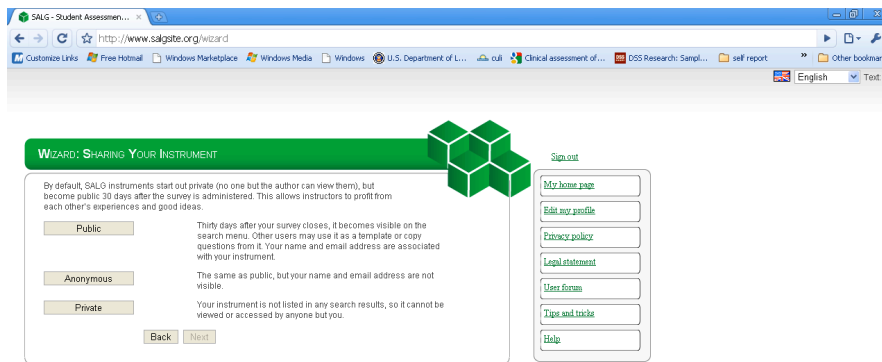 SALG - Student Assessmen...
http://www.salgsite.org/wizard
Customize Links Free Hotmail Windows Marketplace Windows Media Windows U.S. Department of L... culi Clinical assessment of... DSS Research: Sampl... self report » Other bookmar
English Text:
WIZARD: SHARING YOUR INSTRUMENT
Sign out
By default, SALG instruments start out private (no one but the author can view them), but
become public 30 days after the survey is administered. This allows instructors to profit from
each other's experiences and good ideas.
Public
Thirty days after your survey closes, it becomes visible on the
search menu. Other users may use it as a template or copy
questions from it. Your name and email address are associated
with your instrument.
Anonymous
The same as public, but your name and email address are not
visible.
Private
Your instrument is not listed in any search results, so it cannot be
viewed or accessed by anyone but you.
Back Next
My home page
Edit my profile
Privacy policy
Legal statement
User forum
Tips and tricks
Help